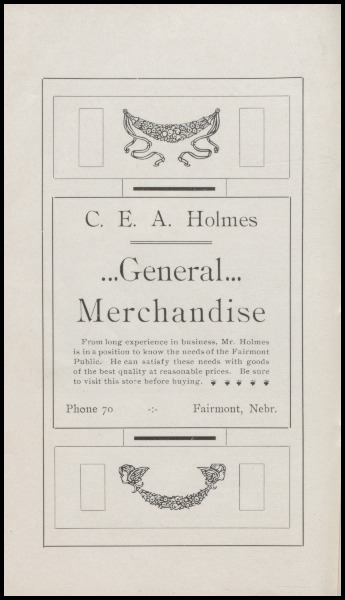 C. E. A. Holmes
...General...
Merchandise
From long experience in business, Mr. Holmes
is in a position to know the needs of the Fairmont
Public. He can satisfy these needs with goods
of the best quality at reasonable prices. Be sure
to visit this store before buying.
Phone 70 -:- Fairmont, Nebr.